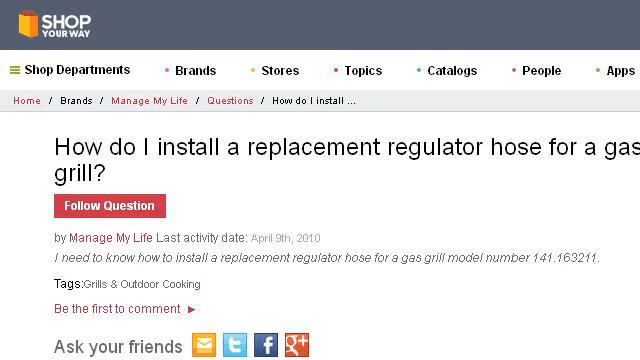 SHOP
YOUR WAY
Shop Departments • Brands • Stores • Topics • Catalogs • People • Apps
Home / Brands / Manage My Life / Questions / How do I install ...
How do I install a replacement regulator hose for a gas
grill?
Follow Question
by Manage My Life Last activity date: April 9th, 2010
I need to know how to install a replacement regulator hose for a gas grill model number 141.163211.
Tags:Grills & Outdoor Cooking
Be the first to comment ►
Ask your friends